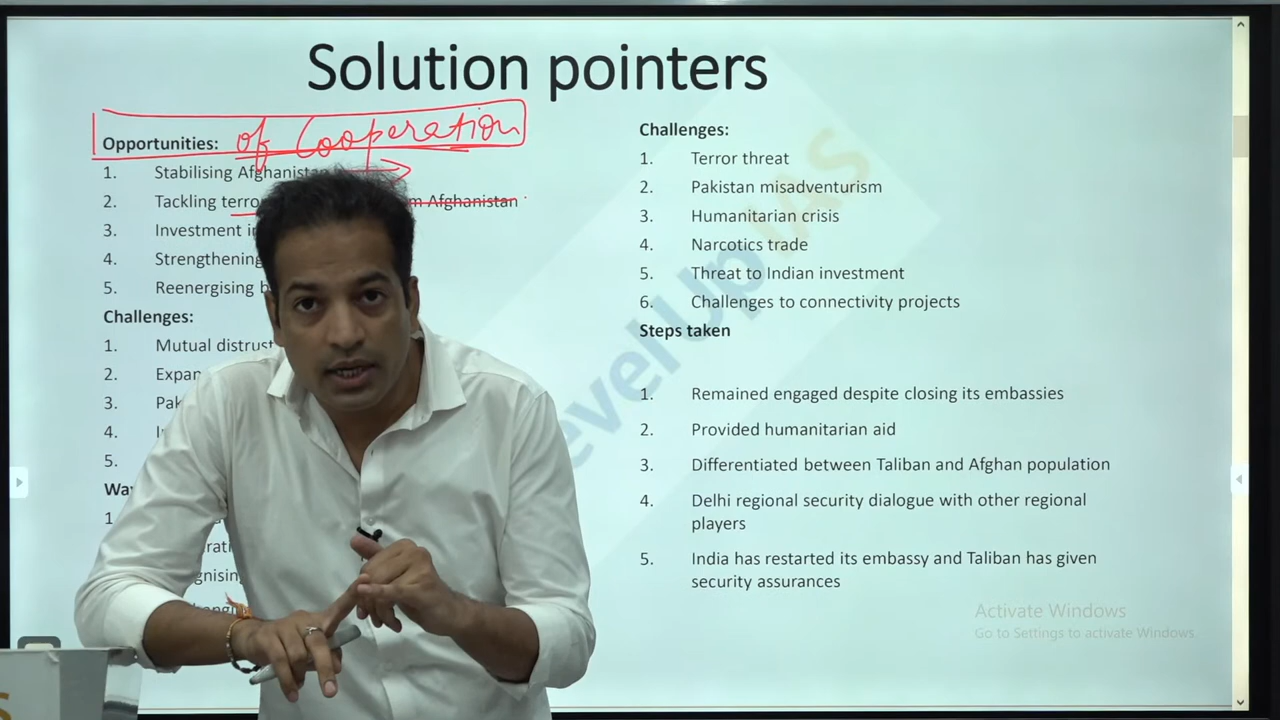 Solution pointers
Opportunities: of Cooperation
1. Stabilising Afghanistan
2. Tackling Afghanistan
3. Investment
4. Strengthening
5. Reenergising
Challenges:
1. Mutual distrust
2.
3.
4.
5.
1
Challenges:
1. Terror threat
2. Pakistan misadventurism
3. Humanitarian crisis
4. Narcotics trade
5. Threat to Indian investment
6. Challenges to connectivity projects
Steps taken
1. Remained engaged despite closing its embassies
2. Provided humanitarian aid
3. Differentiated between Taliban and Afghan population
4. Delhi regional security dialogue with other regional
players
5. India has restarted its embassy and Taliban has given
security assurances
LevelUp IAS
Activate Windows
Go to Settings to activate Windows